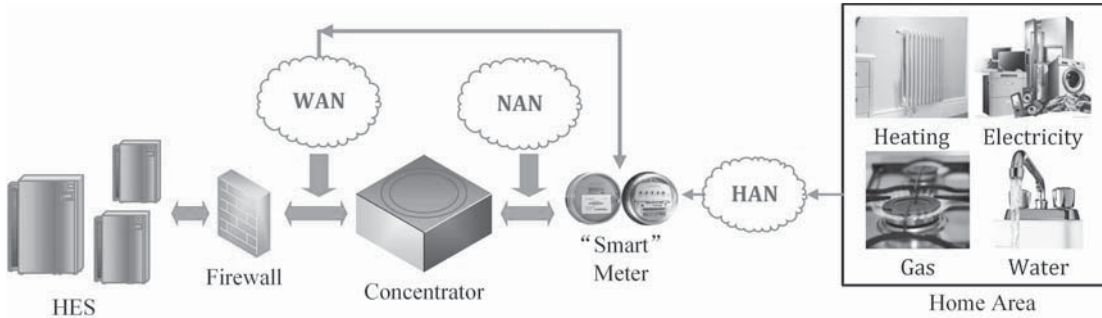 WAN
NAN
Heating
Electricity
HAN
"Smart"
Meter
Firewall
Concentrator
Gas
Water
HES
Home Area